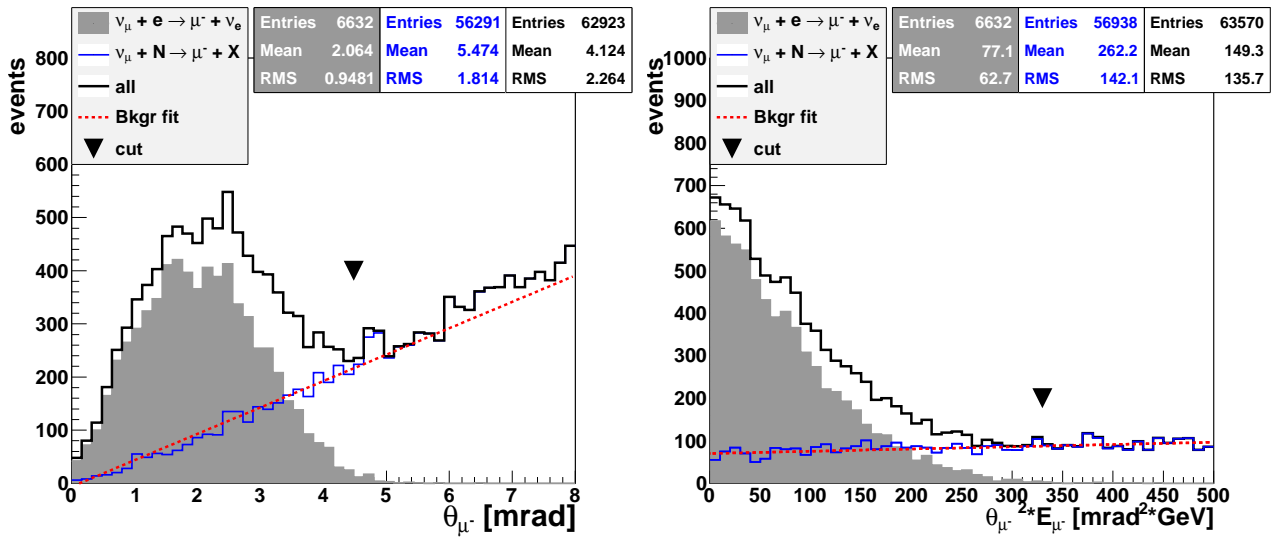 ν_μ + e → μ⁻ + ν_e
ν_μ + N → μ⁻ + X
all
Bkgr fit
cut
Entries 6632
Mean 2.064
RMS 0.9481
Entries 56291
Mean 5.474
RMS 1.814
Entries 62923
Mean 4.124
RMS 2.264
events
800
700
600
500
400
300
200
100
0
0 1 2 3 4 5 6 7 8
θ_μ⁻ [mrad]
ν_μ + e → μ⁻ + ν_e
ν_μ + N → μ⁻ + X
all
Bkgr fit
cut
Entries 6632
Mean 77.1
RMS 62.7
Entries 56938
Mean 262.2
RMS 142.1
Entries 63570
Mean 149.3
RMS 135.7
events
1000
900
800
700
600
500
400
300
200
100
0
0 50 100 150 200 250 300 350 400 450 500
θ_μ⁻ ²*E_μ⁻ [mrad²*GeV]